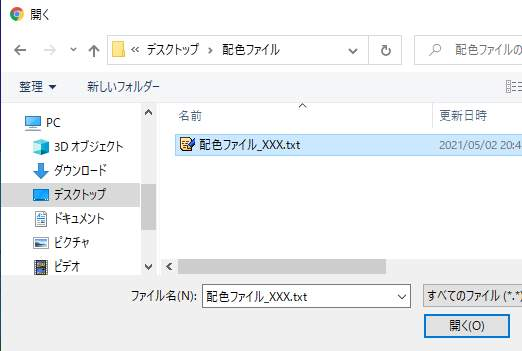 開く
« デスクトップ › 配色ファイル
配色ファイルの
整理
新しいフォルダー
名前
更新日時
PC
3D オブジェクト
ダウンロード
デスクトップ
ドキュメント
ピクチャ
ビデオ
配色ファイル_XXX.txt
2021/05/02 20:4
ファイル名(N):
配色ファイル_XXX.txt
すべてのファイル (*.*)
開く(O)